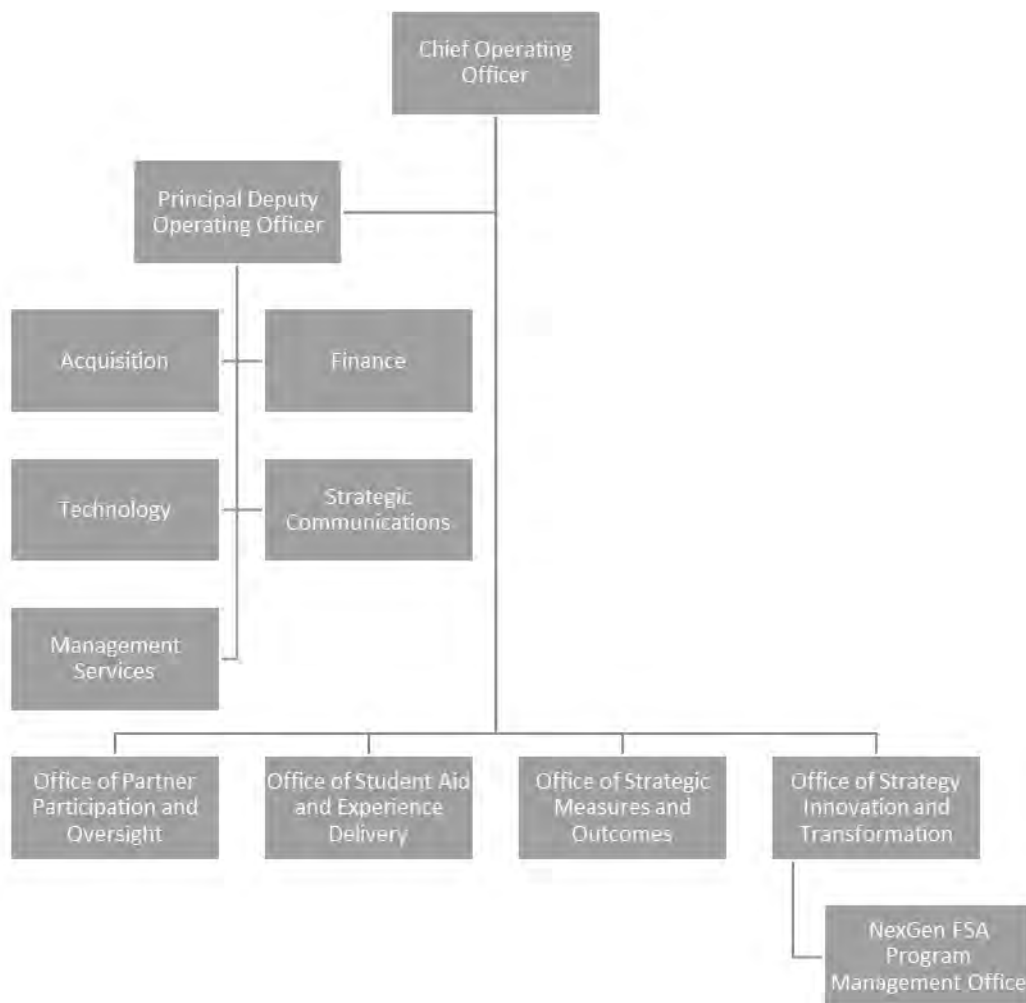 Chief Operating
Officer
Principal Deputy
Operating Officer
Acquisition
Finance
Technology
Strategic
Communications
Management
Services
Office of Partner
Participation and
Oversight
Office of Student Aid
and Experience
Delivery
Office of Strategic
Measures and
Outcomes
Office of Strategy
Innovation and
Transformation
NexGen FSA
Program
Management Office